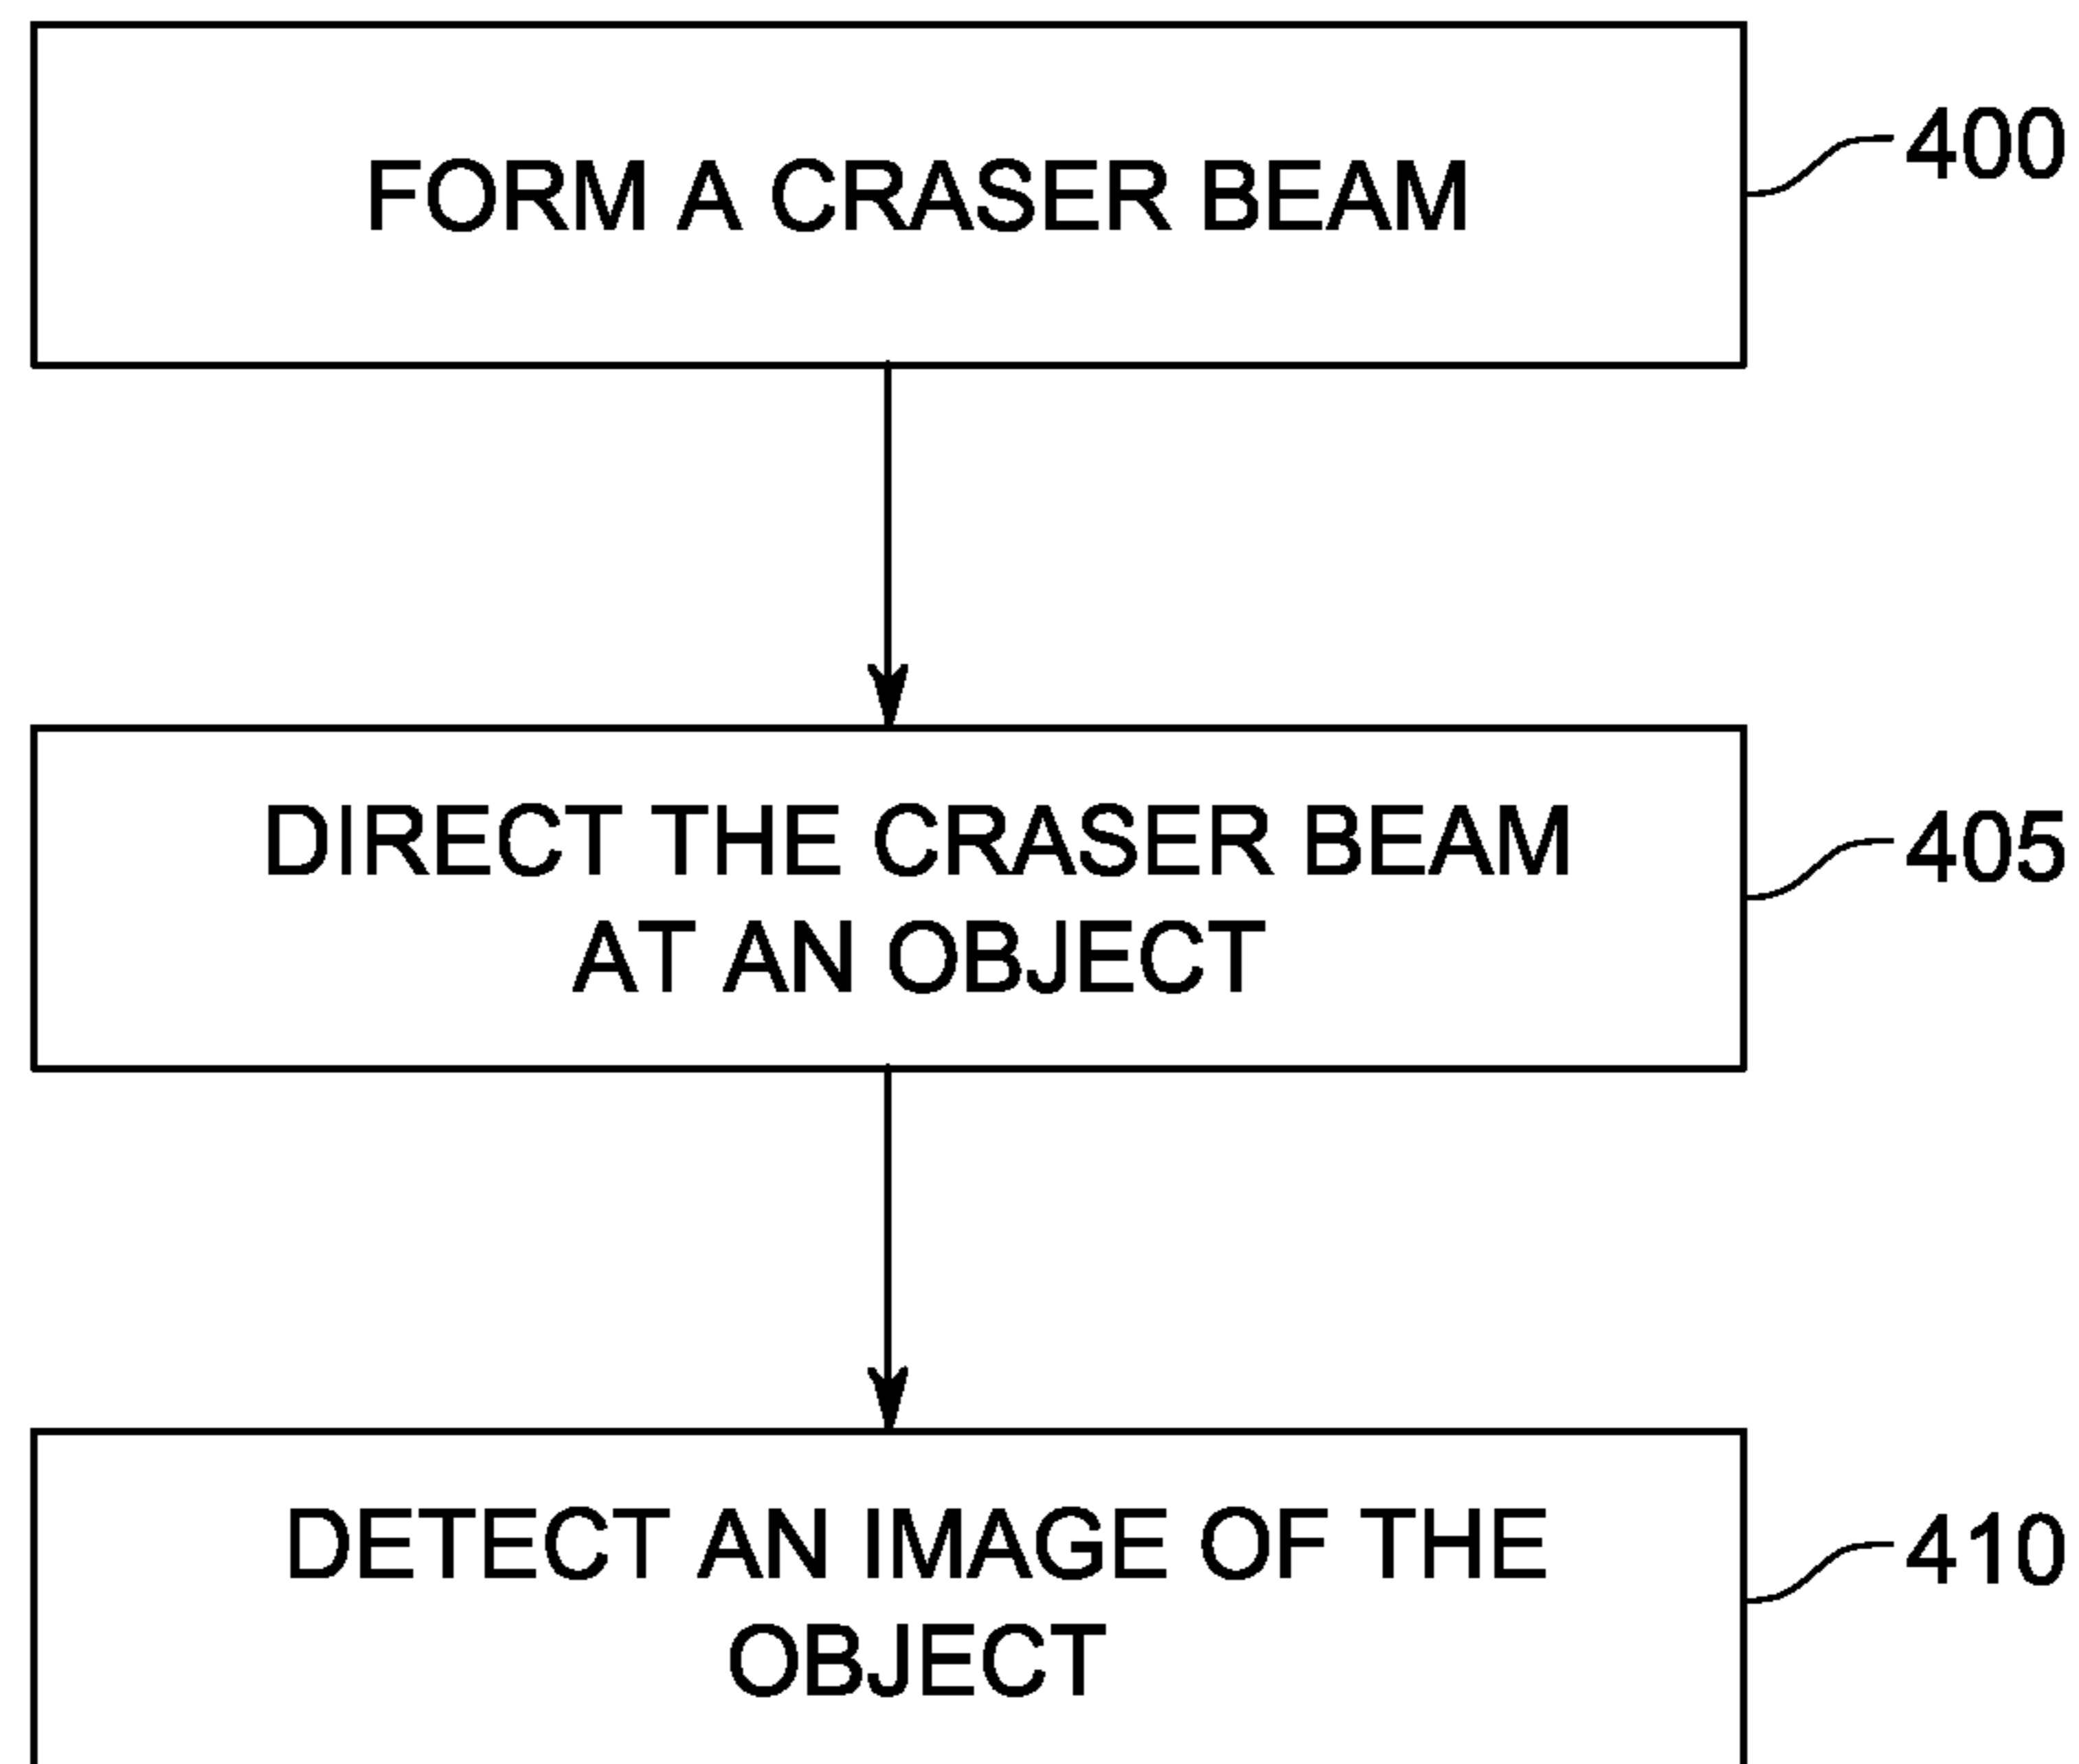 FORM A CRASER BEAM
400
DIRECT THE CRASER BEAM
AT AN OBJECT
405
DETECT AN IMAGE OF THE
OBJECT
410